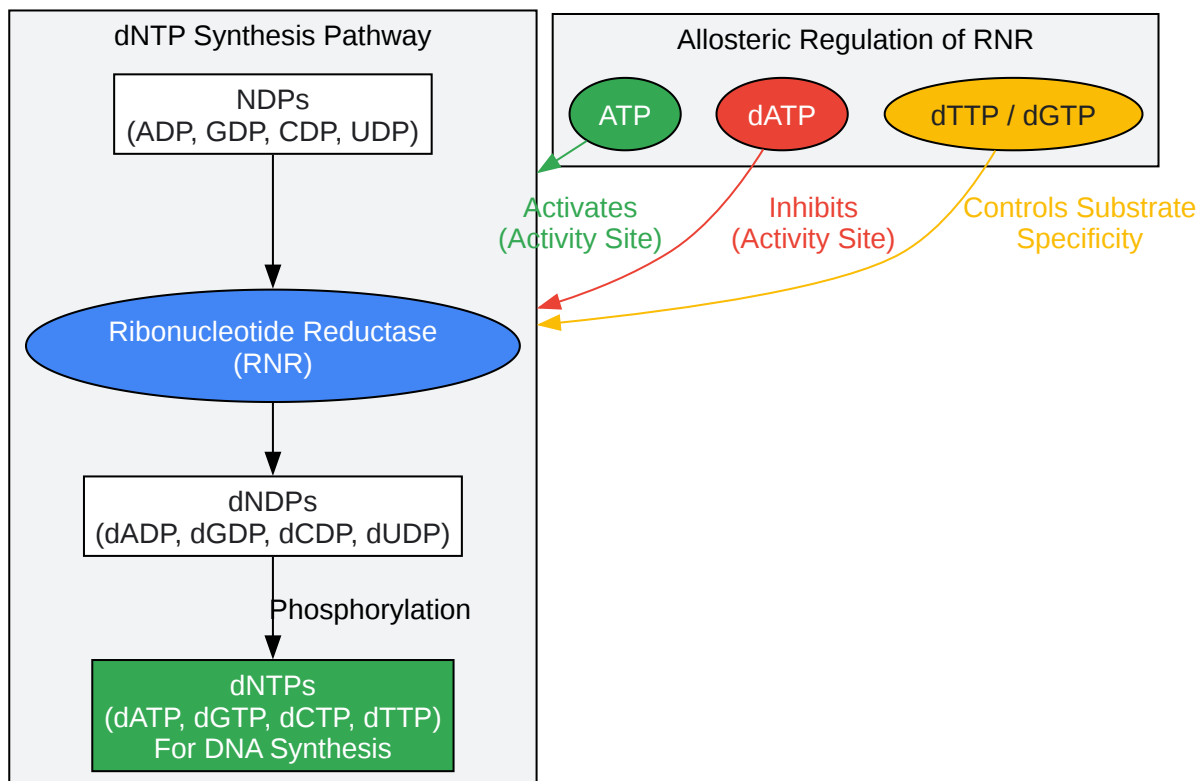 dNTP Synthesis Pathway
NDPs
(ADP, GDP, CDP, UDP)
Ribonucleotide Reductase
(RNR)
dNDPs
(dADP, dGDP, dCDP, dUDP)
Phosphorylation
dNTPs
(dATP, dGTP, dCTP, dTTP)
For DNA Synthesis
Allosteric Regulation of RNR
ATP
dATP
dTTP / dGTP
Activates
(Activity Site)
Inhibits
(Activity Site)
Controls Substrate
Specificity